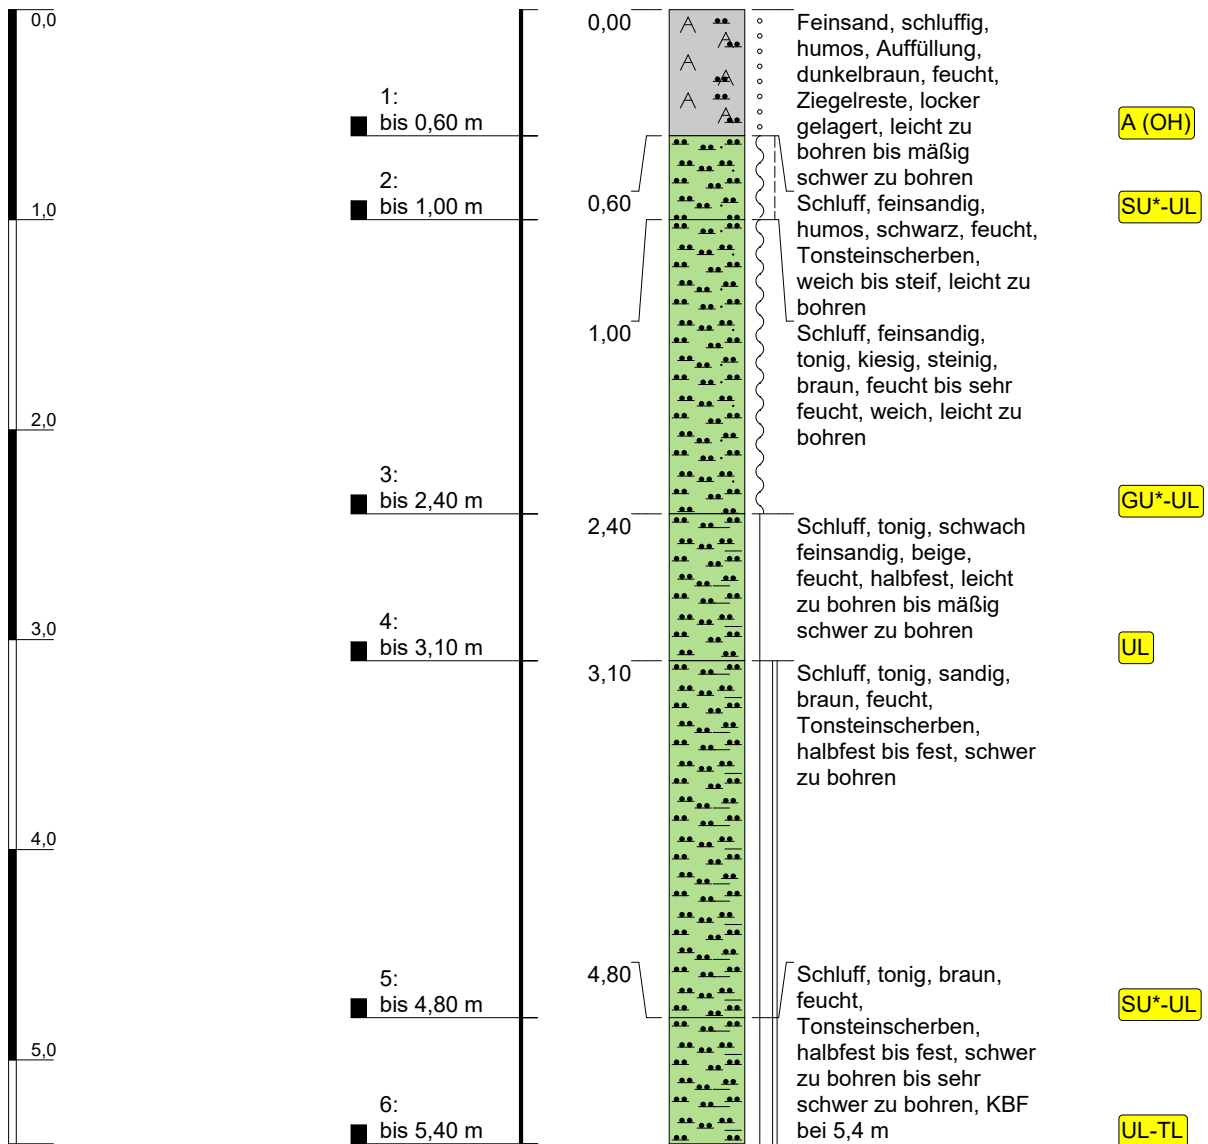 0,0
0,00
Feinsand, schluffig,
humos, Auffüllung,
dunkelbraun, feucht,
Ziegelreste, locker
gelagert, leicht zu
bohren bis mäßig
schwer zu bohren
1:
bis 0,60 m
A (OH)
2:
bis 1,00 m
1,0
0,60
Schluff, feinsandig,
humos, schwarz, feucht,
Tonsteinscherben,
weich bis steif, leicht zu
bohren
SU*-UL
1,00
Schluff, feinsandig,
tonig, kiesig, steinig,
braun, feucht bis sehr
feucht, weich, leicht zu
bohren
2,0
3:
bis 2,40 m
GU*-UL
2,40
Schluff, tonig, schwach
feinsandig, beige,
feucht, halbfest, leicht
zu bohren bis mäßig
schwer zu bohren
3,0
4:
bis 3,10 m
UL
3,10
Schluff, tonig, sandig,
braun, feucht,
Tonsteinscherben,
halbfest bis fest, schwer
zu bohren
4,0
5:
bis 4,80 m
SU*-UL
4,80
Schluff, tonig, braun,
feucht,
Tonsteinscherben,
halbfest bis fest, schwer
zu bohren bis sehr
schwer zu bohren, KBF
bei 5,4 m
5,0
6:
bis 5,40 m
UL-TL